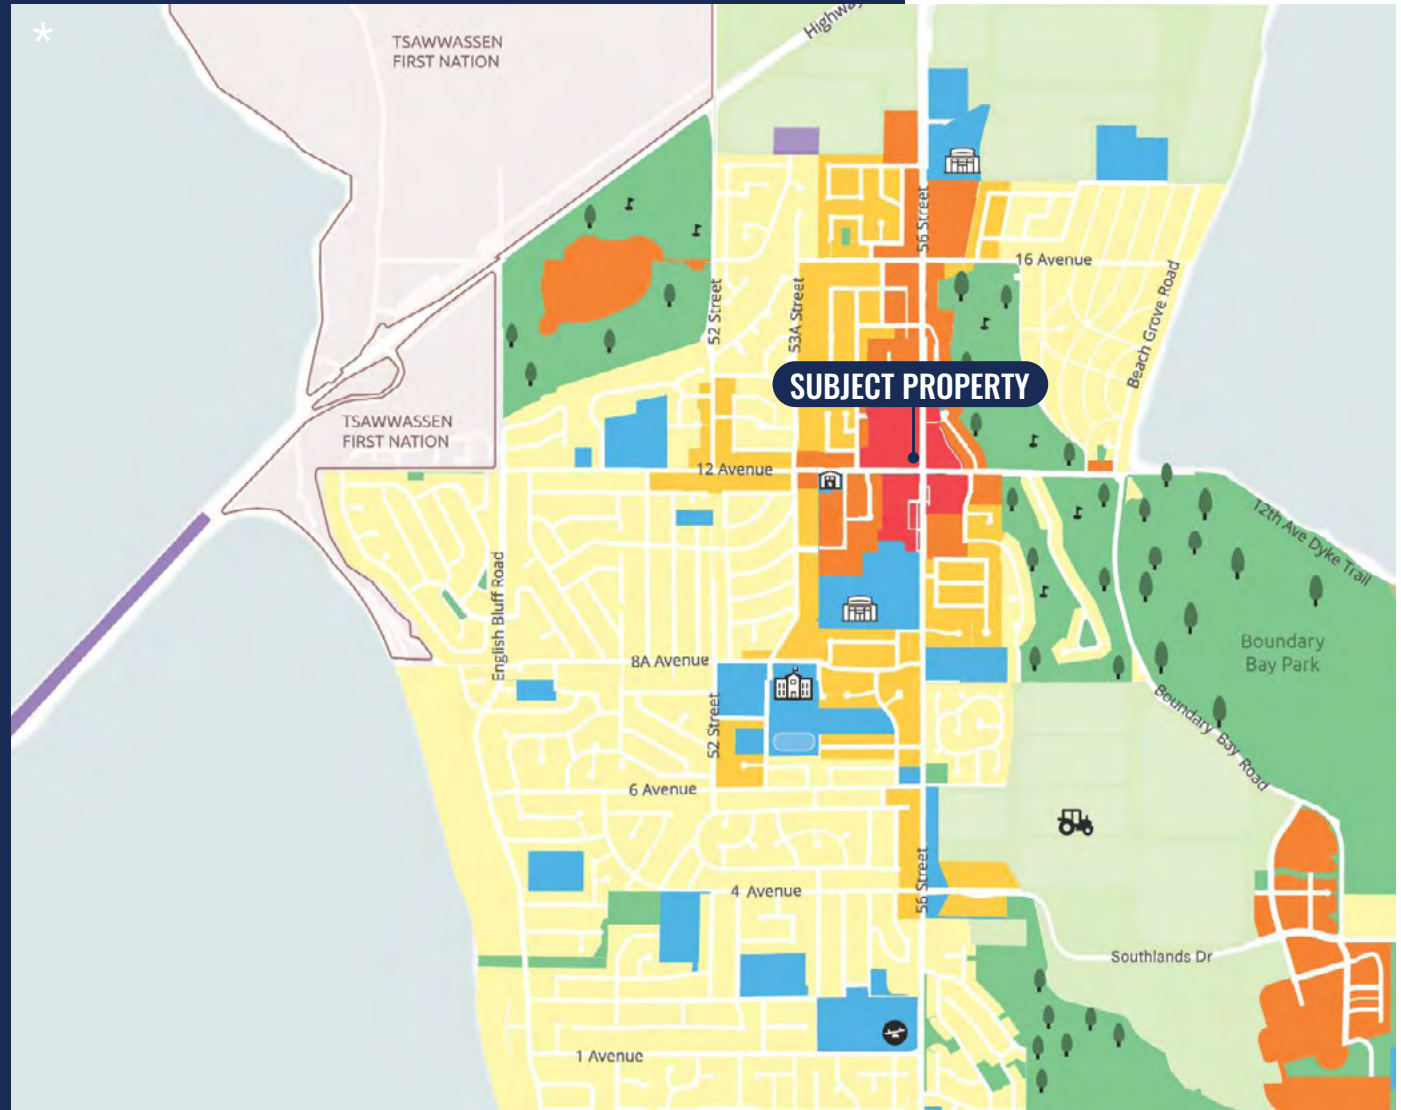 *
TSAWWASSEN
FIRST NATION
Highway
56 Street
16 Avenue
52 Street
53A Street
Beach Grove Road
SUBJECT PROPERTY
TSAWWASSEN
FIRST NATION
12 Avenue
12th Ave Dyke Trail
English Bluff Road
Boundary
Bay Park
8A Avenue
52 Street
Boundary Bay Road
6 Avenue
4 Avenue
56 Street
Southlands Dr
1 Avenue